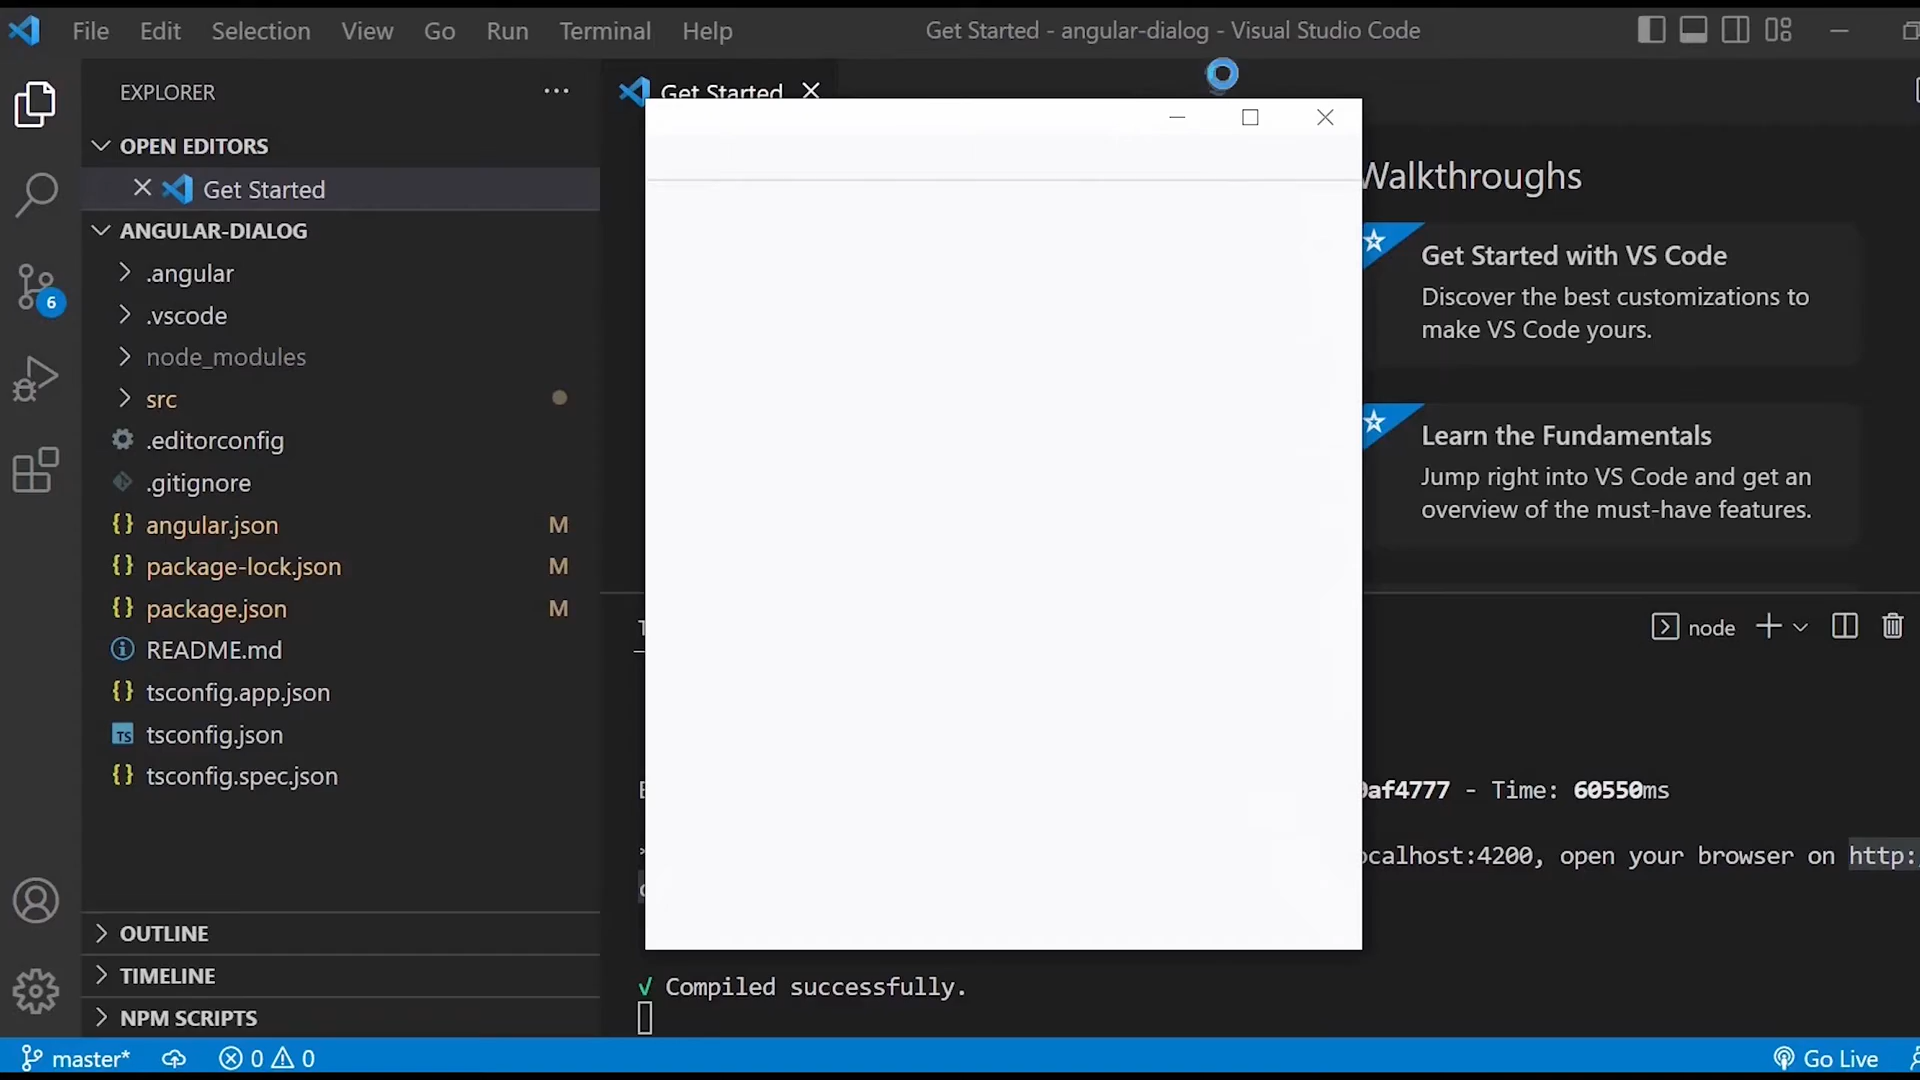 File Edit Selection View Go Run Terminal Help
Get Started - angular-dialog - Visual Studio Code
EXPLORER
Get Started
OPEN EDITORS
Get Started
ANGULAR-DIALOG
.angular
.vscode
node_modules
src
.editorconfig
.gitignore
angular.json M
package-lock.json M
package.json M
README.md
tsconfig.app.json
TS tsconfig.json
tsconfig.spec.json
6
OUTLINE
TIMELINE
NPM SCRIPTS
Walkthroughs
Get Started with VS Code
Discover the best customizations to
make VS Code yours.
Learn the Fundamentals
Jump right into VS Code and get an
overview of the must-have features.
node
af4777 - Time: 60550ms
ocalhost:4200, open your browser on http:
√ Compiled successfully.
master* 0 0
Go Live